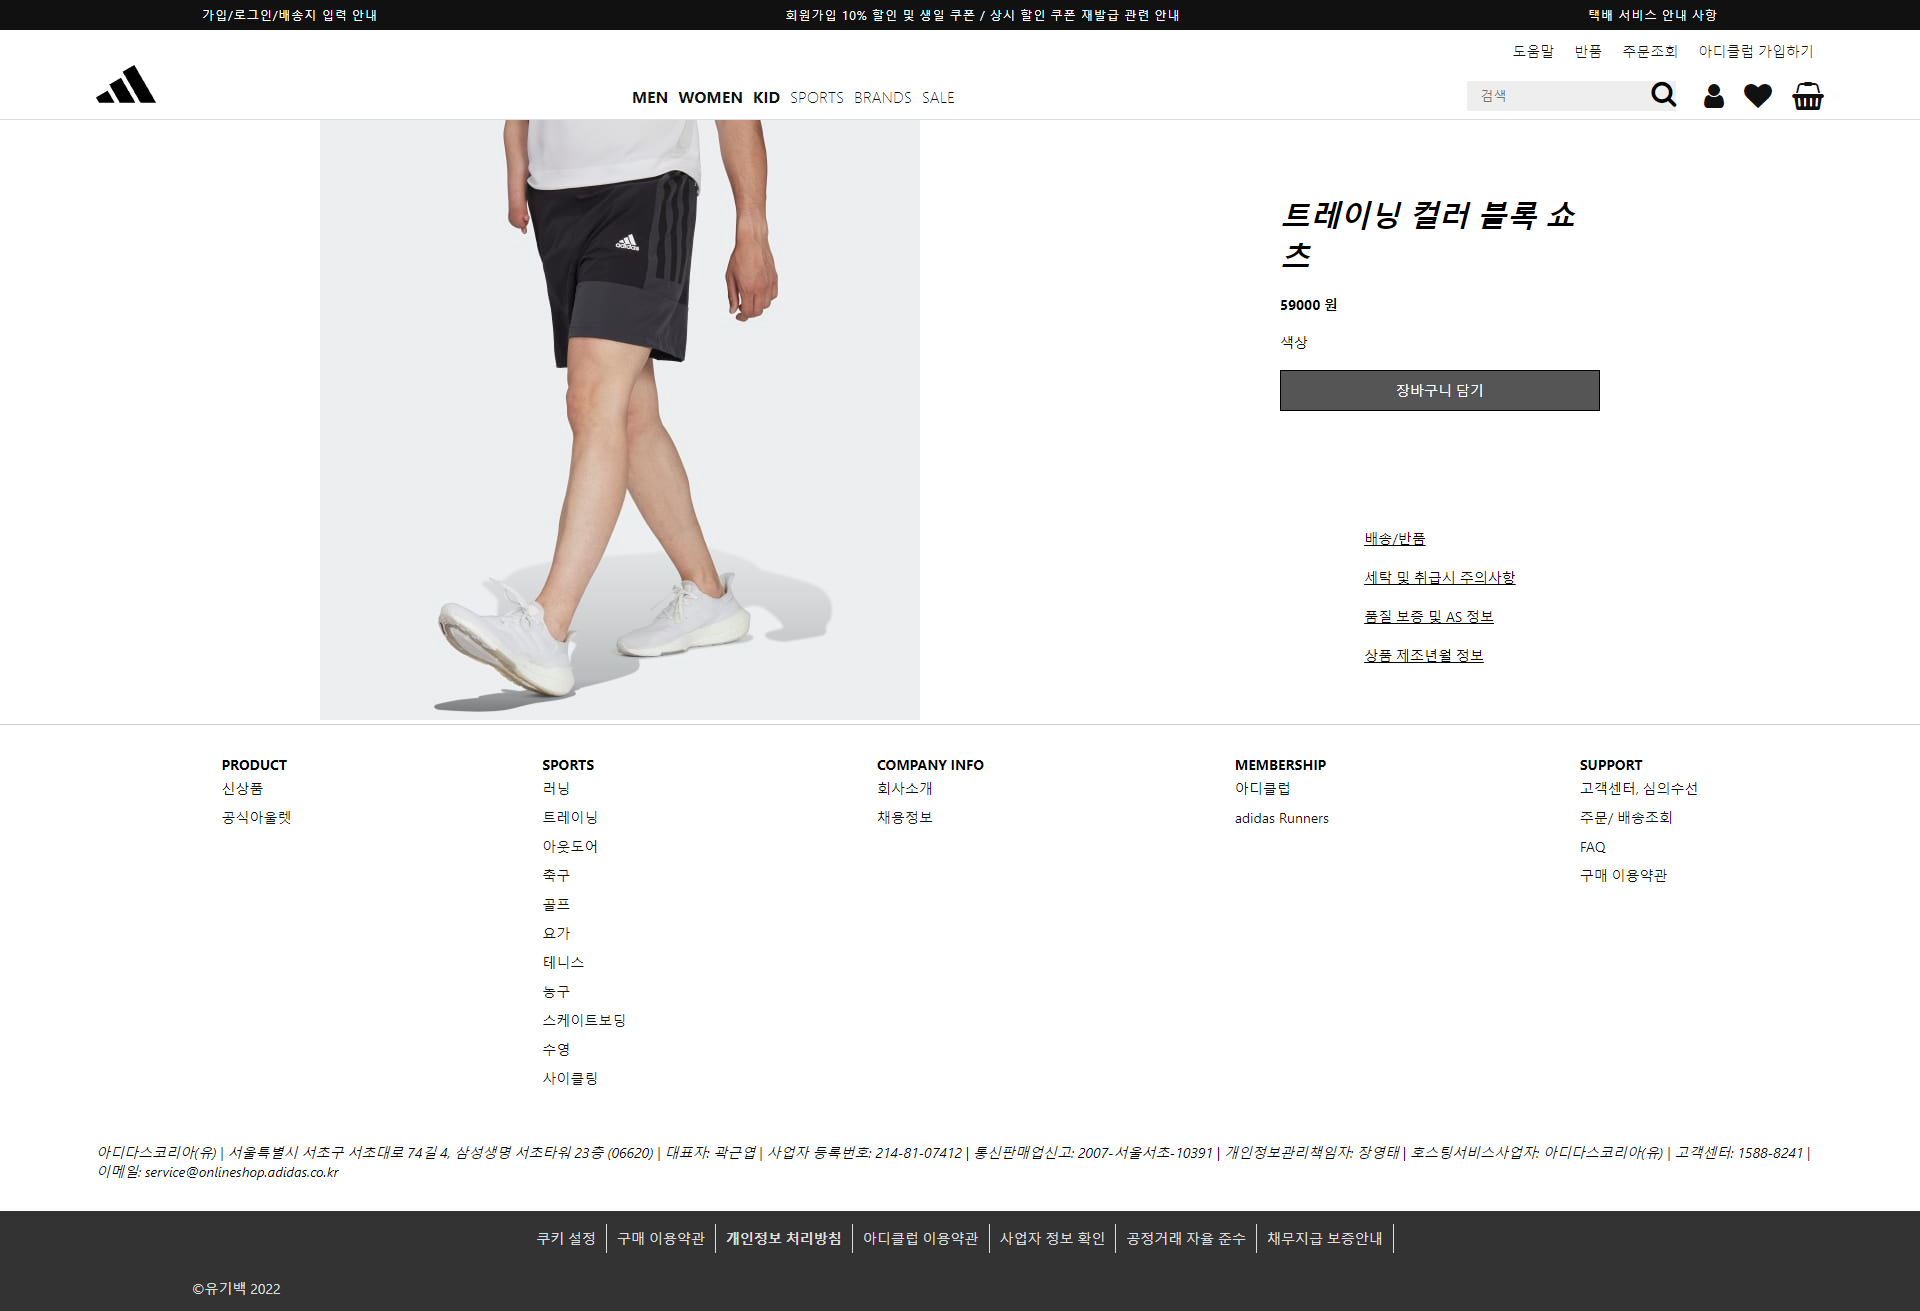 가입/로그인/배송지 입력 안내
회원가입 10% 할인 및 생일 쿠폰 / 상시 할인 쿠폰 재발급 관련 안내
택배 서비스 안내 사항
도움말 반품 주문조회 아디클럽 가입하기
MEN WOMEN KID SPORTS BRANDS SALE
검색
adidas
트레이닝 컬러 블록 쇼
츠
59000 원
색상
장바구니 담기
배송/반품
세탁 및 취급시 주의사항
품질 보증 및 AS 정보
상품 제조년월 정보
PRODUCT
신상품
공식아울렛
SPORTS
러닝
트레이닝
아웃도어
축구
골프
요가
테니스
농구
스케이트보딩
수영
사이클링
COMPANY INFO
회사소개
채용정보
MEMBERSHIP
아디클럽
adidas Runners
SUPPORT
고객센터, 심의수선
주문/ 배송조회
FAQ
구매 이용약관
아디다스코리아(유) | 서울특별시 서초구 서초대로 74길 4, 삼성생명 서초타워 23층 (06620) | 대표자: 곽근엽 | 사업자 등록번호: 214-81-07412 | 통신판매업신고: 2007-서울서초-10391 | 개인정보관리책임자: 장영태 | 호스팅서비스사업자: 아디다스코리아(유) | 고객센터: 1588-8241 |
이메일: service@onlineshop.adidas.co.kr
쿠키 설정 | 구매 이용약관 | 개인정보 처리방침 | 아디클럽 이용약관 | 사업자 정보 확인 | 공정거래 자율 준수 | 채무지급 보증안내 |
©유기백 2022